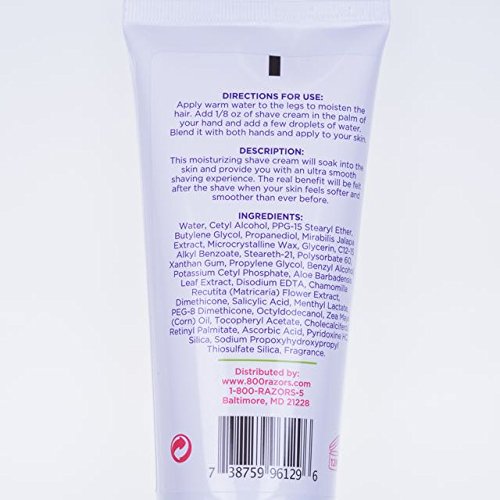 DIRECTIONS FOR USE:
Apply warm water to the legs to moisten the
hair. Add 1/8 oz of shave cream in the palm of
your hand and add a few droplets of water.
Blend it with both hands and apply to your skin.
DESCRIPTION:
This moisturizing shave cream will soak into the
skin and provide you with an ultra smooth
shaving experience. The real benefit will be felt
after the shave when your skin feels softer and
smoother than ever before.
INGREDIENTS:
Water, Cetyl Alcohol, PPG-15 Stearyl Ether,
Butylene Glycol, Propanediol, Mirabilis Jalapa
Extract, Microcrystalline Wax, Glycerin, C12-15
Alkyl Benzoate, Steareth-21, Polysorbate 60,
Xanthan Gum, Propylene Glycol, Benzyl Alcohol,
Potassium Cetyl Phosphate, Aloe Barbadensis
Leaf Extract, Disodium EDTA, Chamomilla
Recutita (Matricaria) Flower Extract,
Dimethicone, Salicylic Acid, Menthyl Lactate,
PEG-8 Dimethicone, Octyldodecanol, Zea Mays
(Corn) Oil, Tocopheryl Acetate, Cholecalciferol,
Retinyl Palmitate, Ascorbic Acid, Pyridoxine HCl,
Silica, Sodium Propoxyhydroxypropyl
Thiosulfate Silica, Fragrance.
Distributed by:
www.800razors.com
1-800-RAZORS-5
Baltimore, MD 21228
7 38759 96129 6